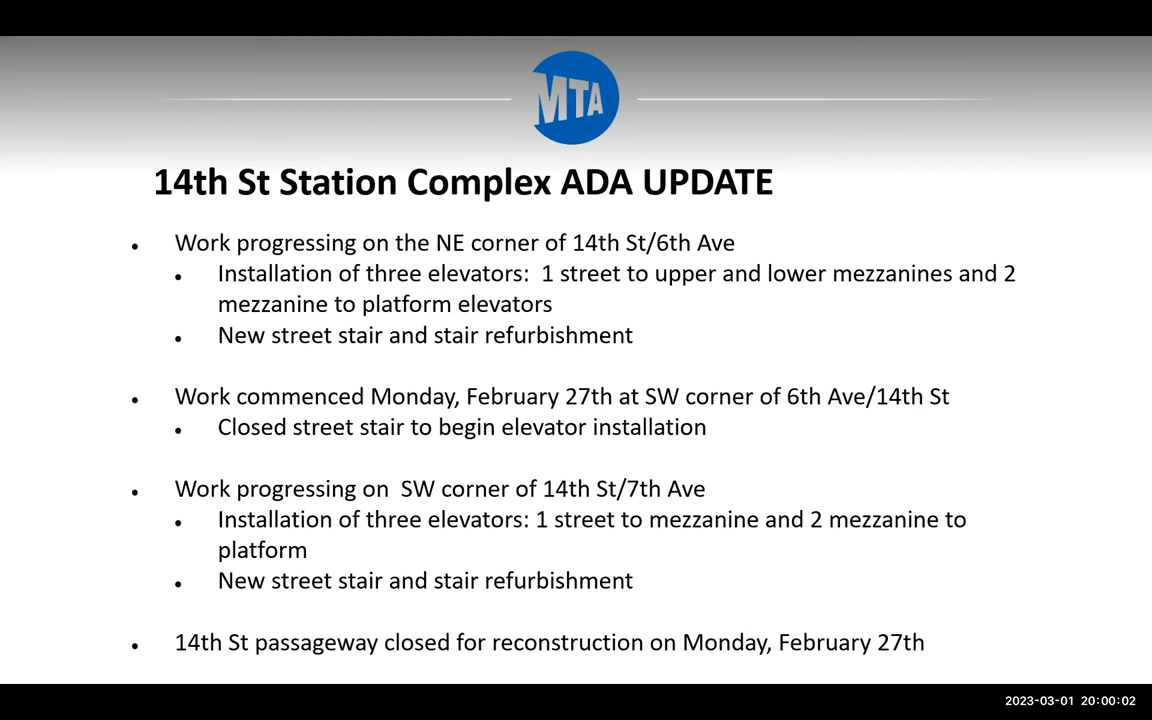 MTA
14th St Station Complex ADA UPDATE
• Work progressing on the NE corner of 14th St/6th Ave
• Installation of three elevators:  1 street to upper and lower mezzanines and 2
mezzanine to platform elevators
• New street stair and stair refurbishment
• Work commenced Monday, February 27th at SW corner of 6th Ave/14th St
• Closed street stair to begin elevator installation
• Work progressing on  SW corner of 14th St/7th Ave
• Installation of three elevators: 1 street to mezzanine and 2 mezzanine to
platform
• New street stair and stair refurbishment
• 14th St passageway closed for reconstruction on Monday, February 27th
2023-03-01 20:00:02